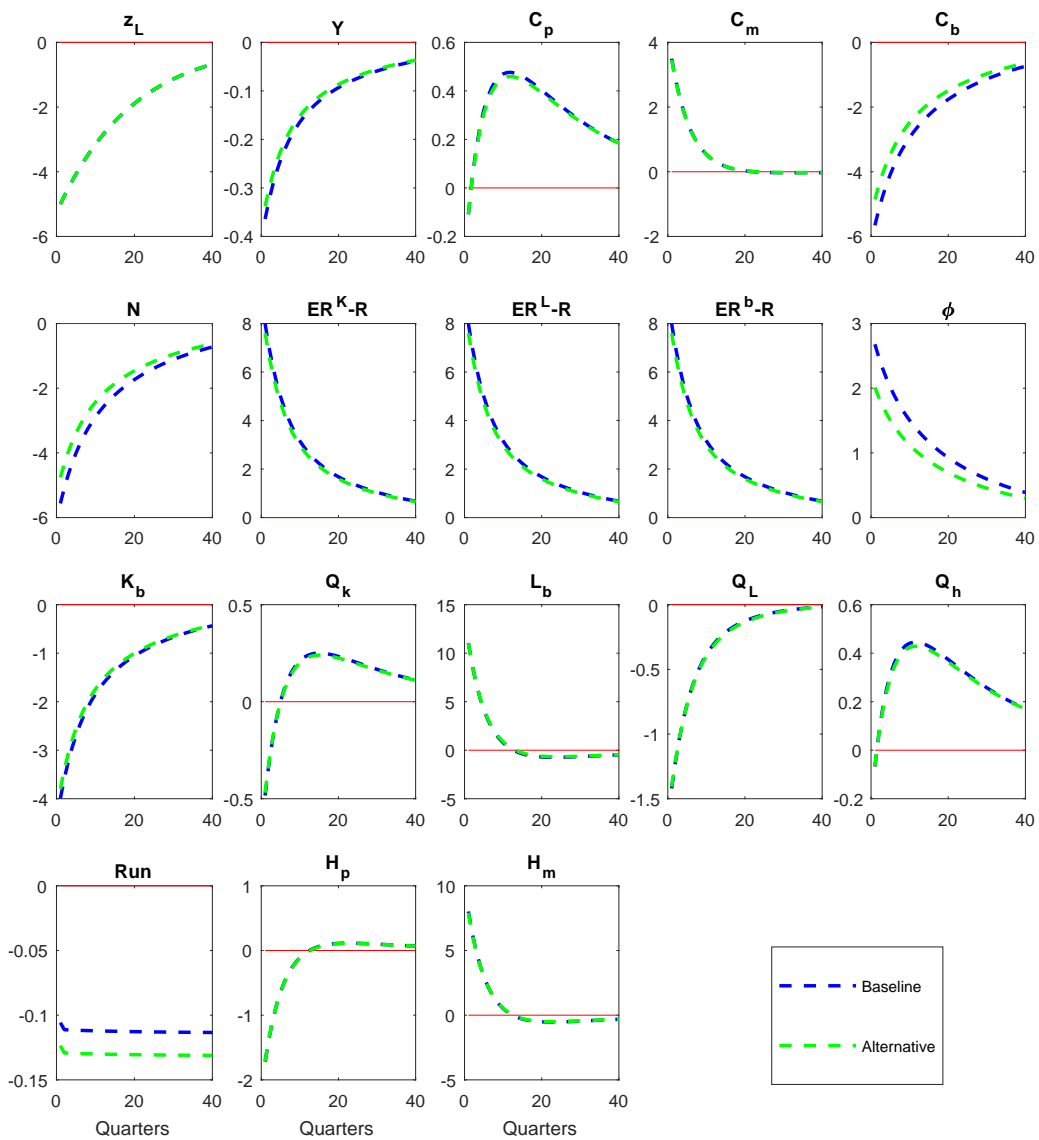 z_L Y C_p C_m C_b
0 0 0.6 4 0
-2 -0.1 0.4 2 -2
-0.2 0.2
-4 -0.3 0 0 -4
-6 -0.4 0.2 -2 -6
0 20 40 0 20 40 0 20 40 0 20 40 0 20 40
N ER^K-R ER^L-R ER^b-R ϕ
0 8 8 8 3
-2 6 6 6 2
4 4 4
-4 2 2 2 1
-6 0 0 0 0
0 20 40 0 20 40 0 20 40 0 20 40 0 20 40
K_b Q_k L_b Q_L Q_h
0 0.5 15 0 0.6
-1 10 -0.5 0.4
-2 0 5 0.2
-3 0 -1 0
-4 -0.5 -5 -1.5 -0.2
0 20 40 0 20 40 0 20 40 0 20 40 0 20 40
Run H_p H_m
0 1 10
-0.05 0 5
-0.1 -1 0
-0.15 -2 -5
0 20 40 0 20 40 0 20 40
Quarters Quarters Quarters
Baseline
Alternative